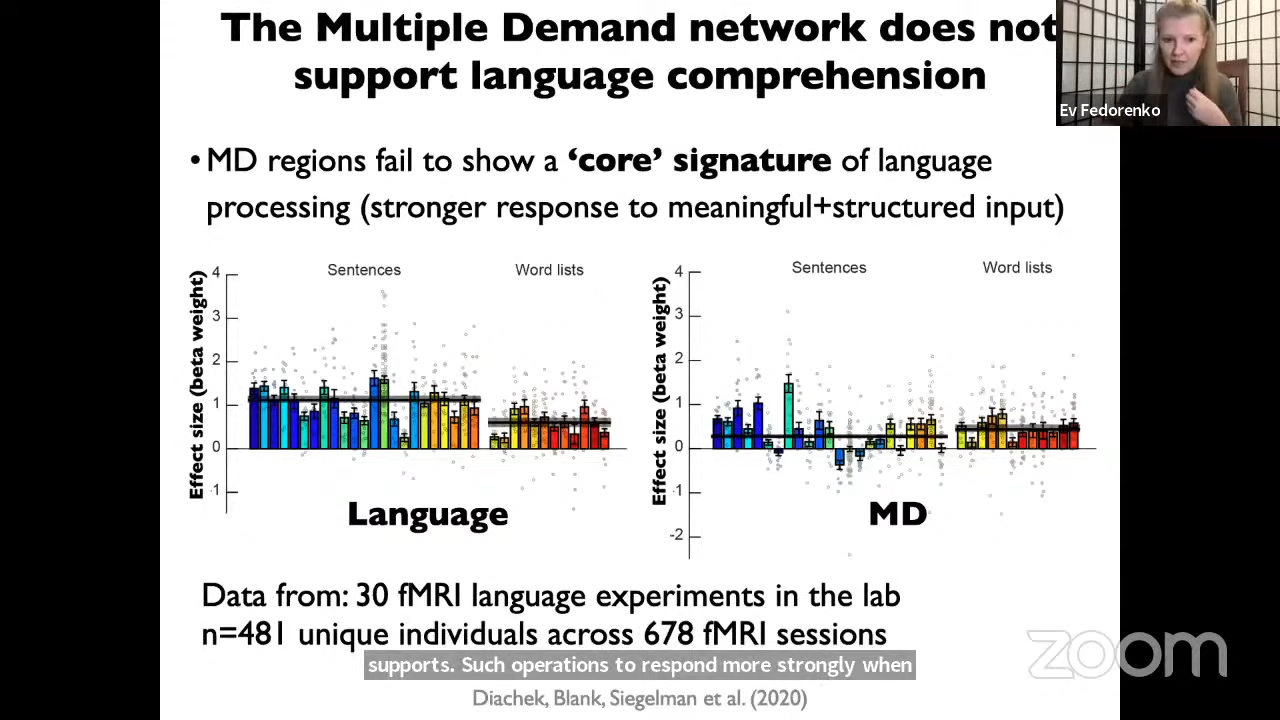 The Multiple Demand network does not
support language comprehension
Ev Fedorenko
• MD regions fail to show a ‘core’ signature of language
processing (stronger response to meaningful+structured input)
Effect size (beta weight)
4
3
2
1
0
-1
Sentences
Word lists
Language
Effect size (beta weight)
4
3
2
1
0
-1
-2
Sentences
Word lists
MD
Data from: 30 fMRI language experiments in the lab
n=481 unique individuals across 678 fMRI sessions
supports. Such operations to respond more strongly when
Diachek, Blank, Siegelman et al. (2020)
zoom